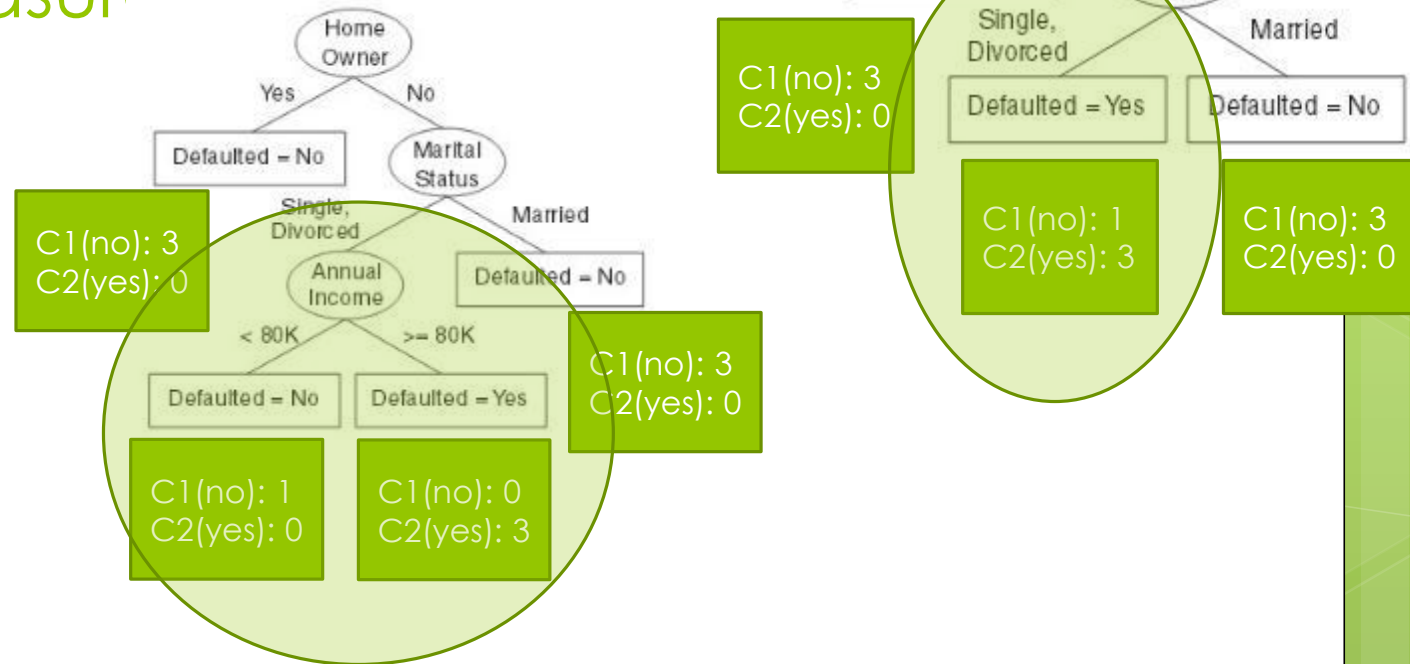 Home
Owner
Yes
No
Defaulted = No
Marital
Status
Single,
Divorced
Married
C1(no): 3
C2(yes): 0
Annual
Income
Defaulted = No
< 80K
>= 80K
C1(no): 3
C2(yes): 0
Defaulted = No
Defaulted = Yes
C1(no): 1
C2(yes): 0
C1(no): 0
C2(yes): 3
Single,
Divorced
Married
C1(no): 3
C2(yes): 0
Defaulted = Yes
Defaulted = No
C1(no): 1
C2(yes): 3
C1(no): 3
C2(yes): 0